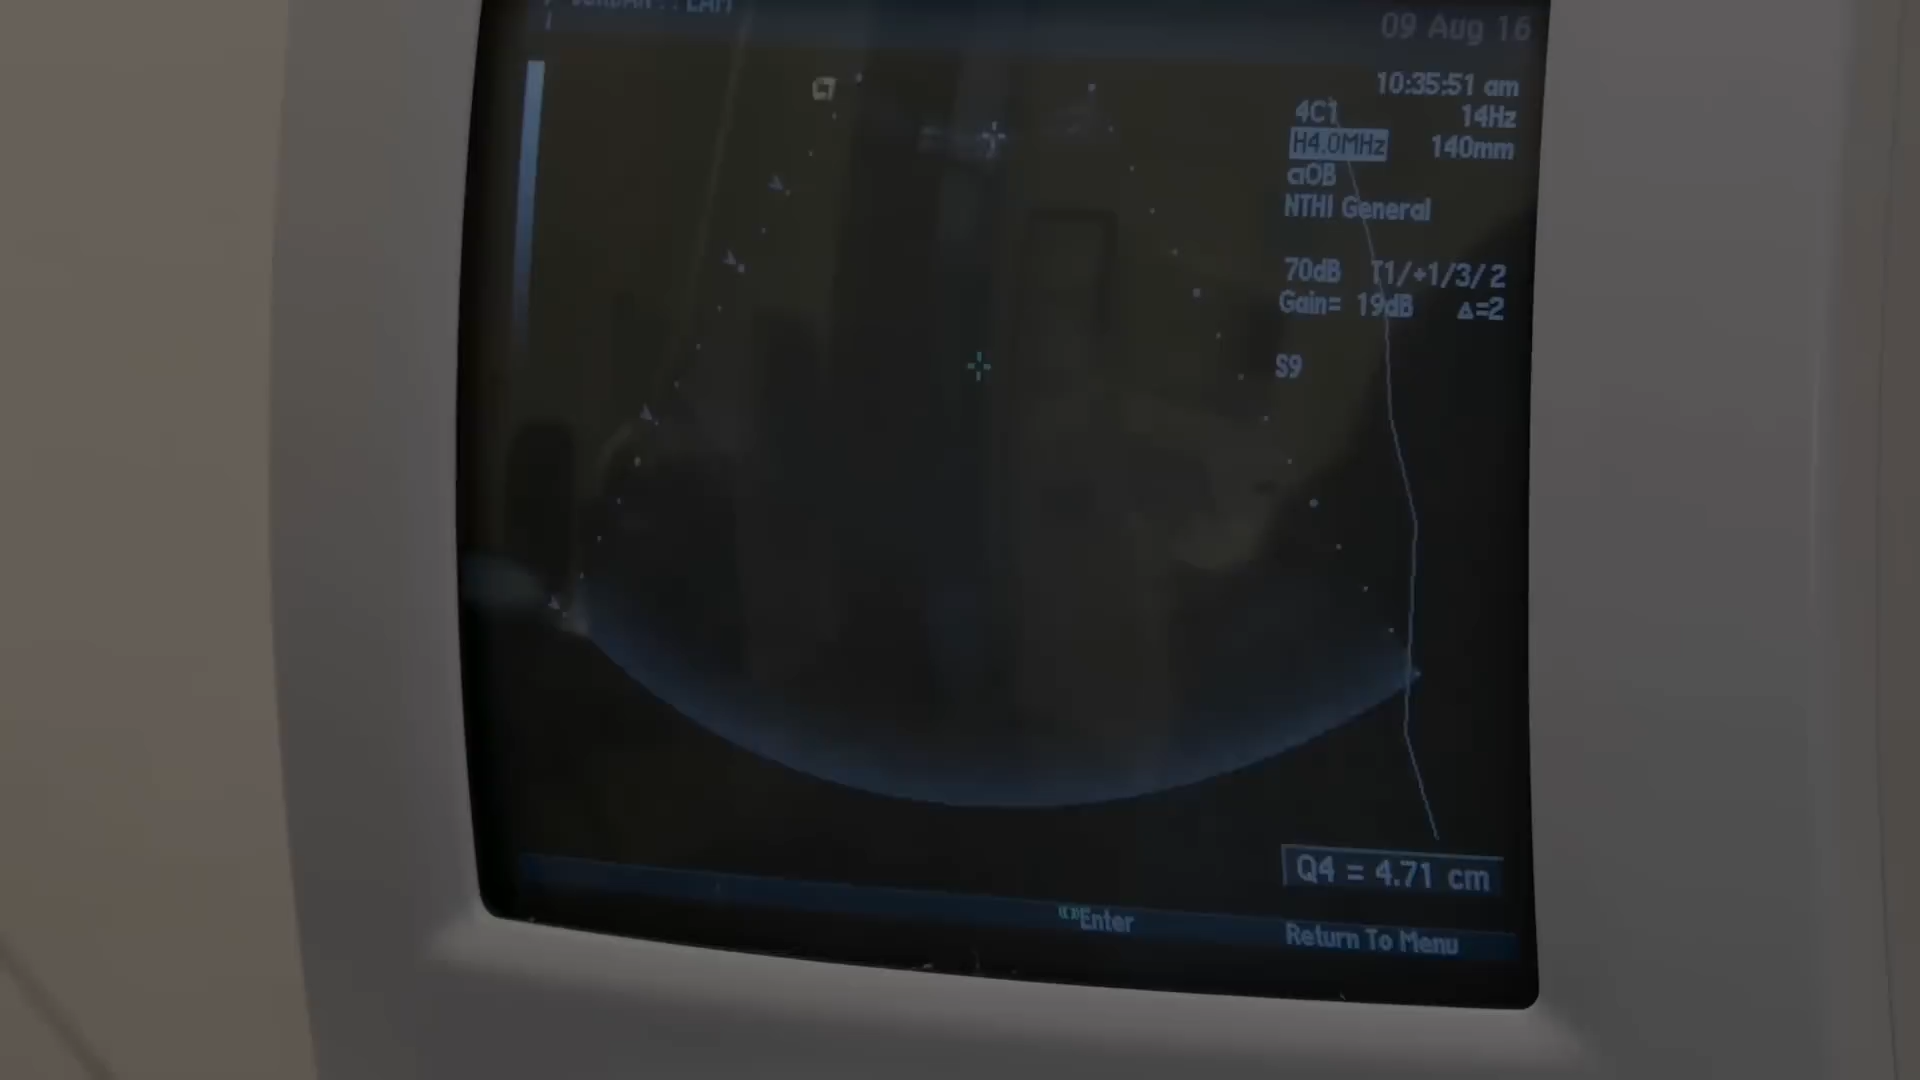 09 Aug 16
10:35:51 am
4C1 14Hz
H4.0MHz 140mm
OB
NTHI General
70dB T1/+1/3/2
Gain= 19dB Δ=2
S9
Q4 = 4.71 cm
Enter
Return To Menu